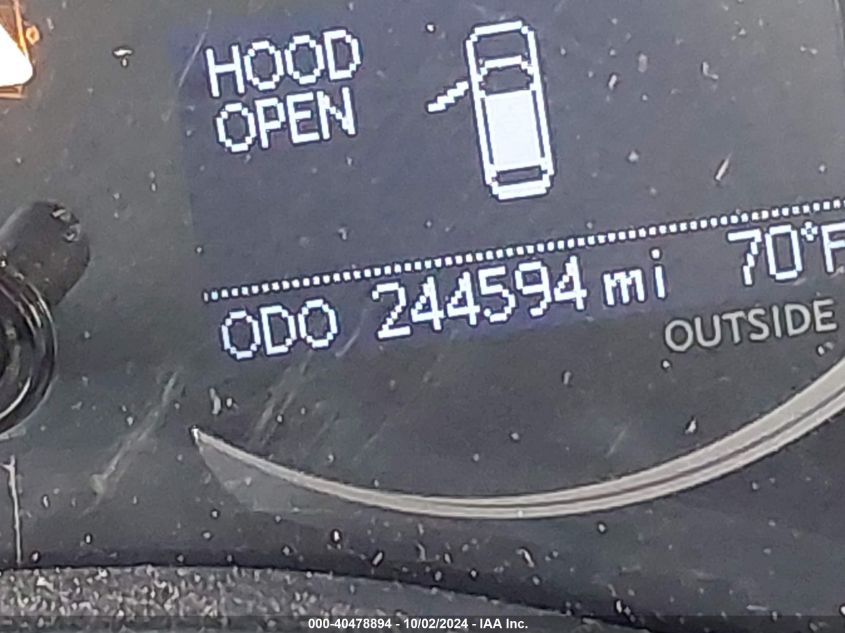 HOOD
OPEN
ODO 244594 mi 70°F
OUTSIDE
000-40478894 - 10/02/2024 - IAA Inc.